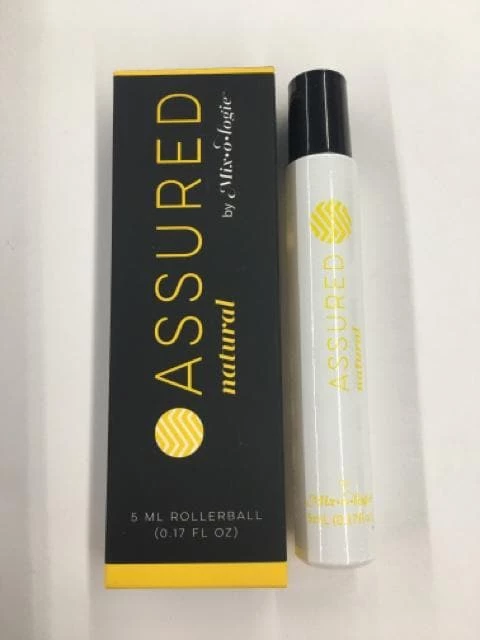 ASSURED
natural
by Mix·o·logie
5 ML ROLLERBALL
(0.17 FL OZ)
ASSURED
natural
Mix·o·logie